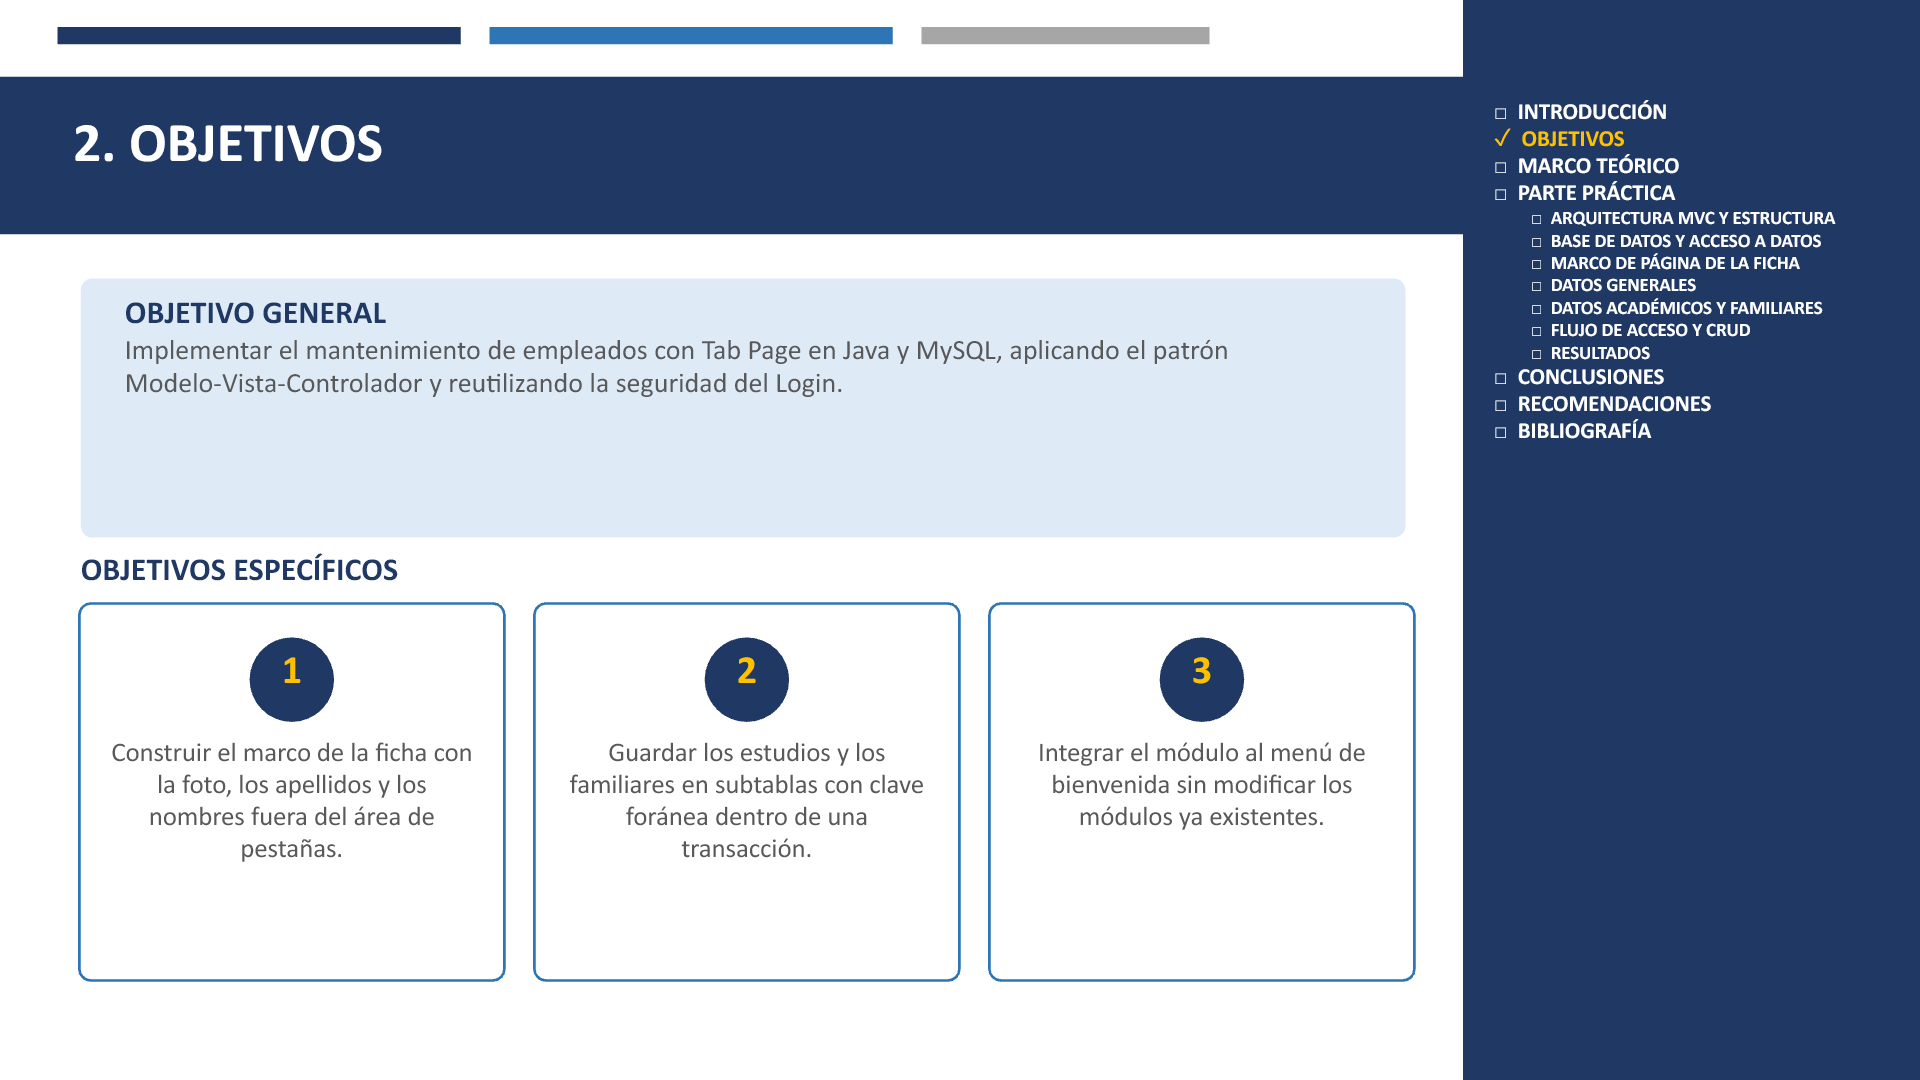 2. OBJETIVOS
OBJETIVO GENERAL
Implementar el mantenimiento de empleados con Tab Page en Java y MySQL, aplicando el patrón
Modelo-Vista-Controlador y reutilizando la seguridad del Login.
OBJETIVOS ESPECÍFICOS
1
Construir el marco de la ficha con
la foto, los apellidos y los
nombres fuera del área de
pestañas.
2
Guardar los estudios y los
familiares en subtablas con clave
foránea dentro de una
transacción.
3
Integrar el módulo al menú de
bienvenida sin modificar los
módulos ya existentes.
□ INTRODUCCIÓN
✓ OBJETIVOS
□ MARCO TEÓRICO
□ PARTE PRÁCTICA
□ ARQUITECTURA MVC Y ESTRUCTURA
□ BASE DE DATOS Y ACCESO A DATOS
□ MARCO DE PÁGINA DE LA FICHA
□ DATOS GENERALES
□ DATOS ACADÉMICOS Y FAMILIARES
□ FLUJO DE ACCESO Y CRUD
□ RESULTADOS
□ CONCLUSIONES
□ RECOMENDACIONES
□ BIBLIOGRAFÍA